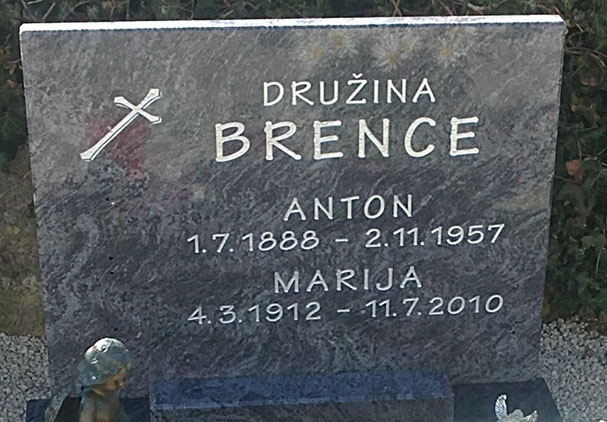 DRUŽINA
BRENCE
ANTON
1.7.1888 - 2.11.1957
MARIJA
4.3.1912 - 11.7.2010